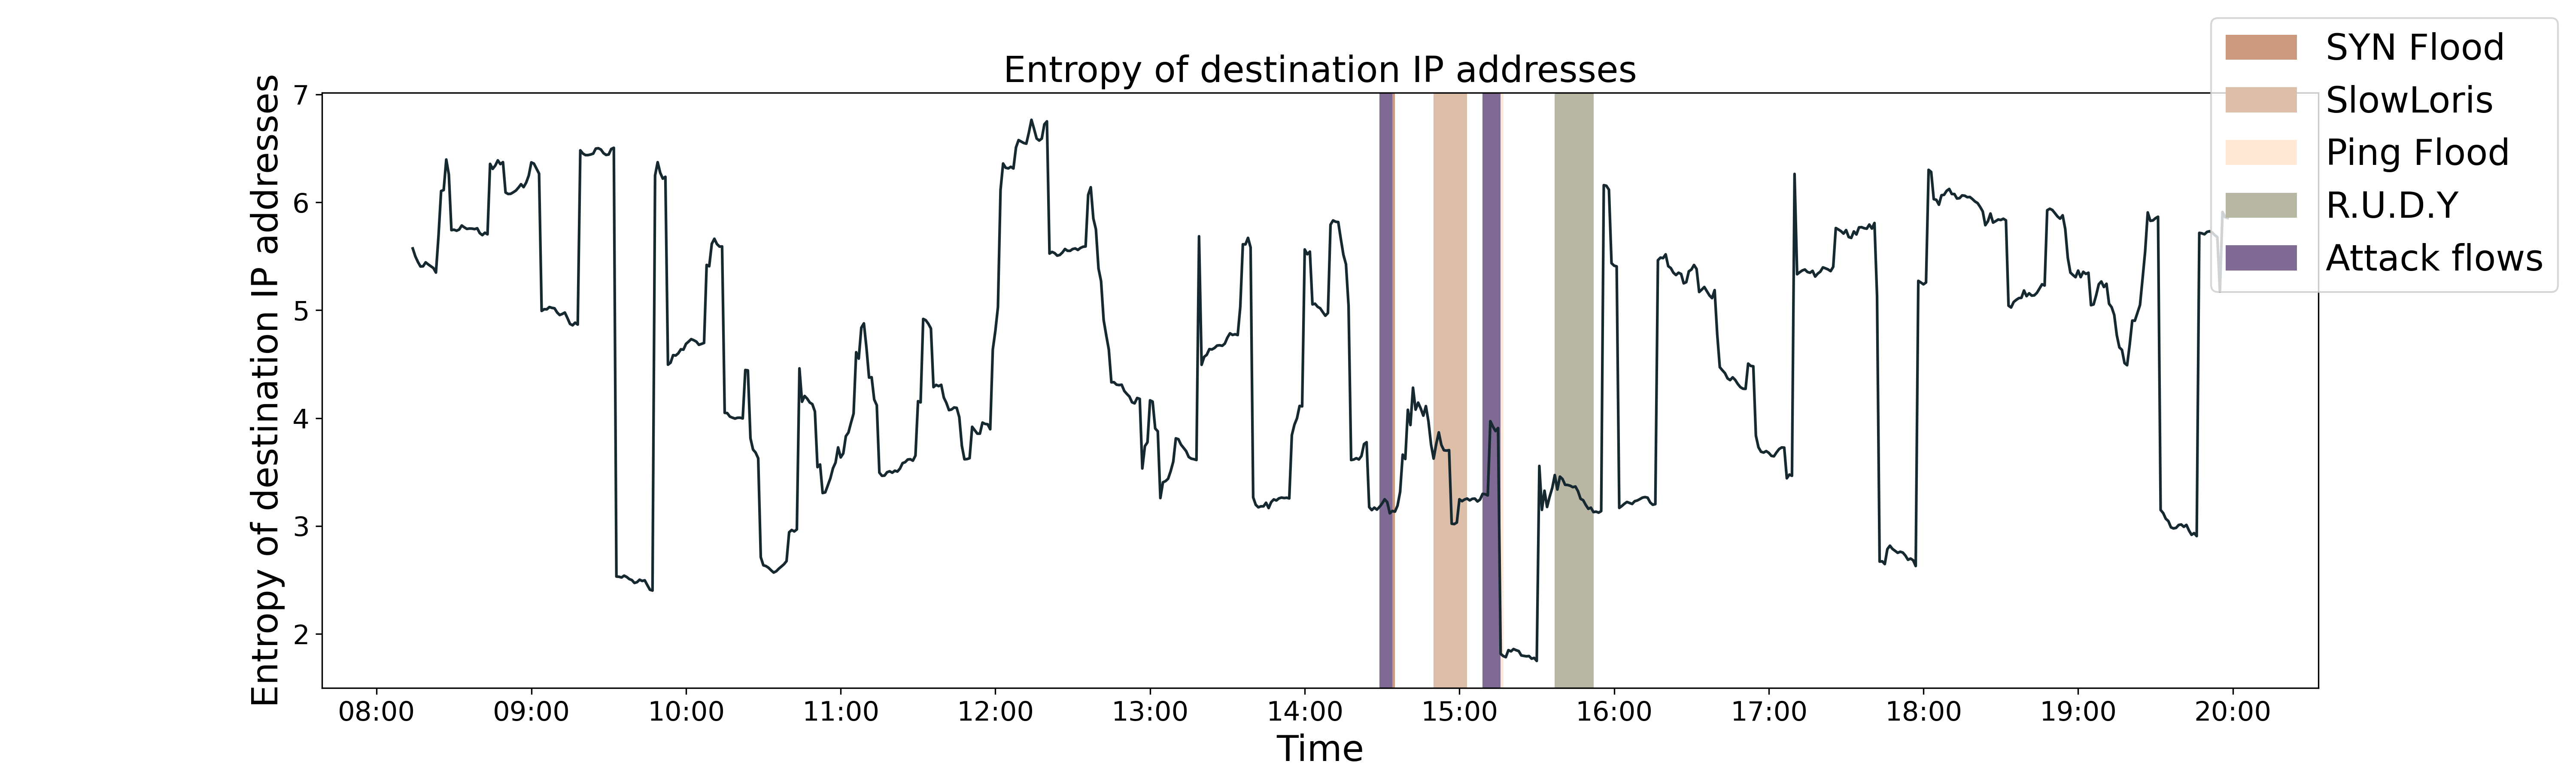 Entropy of destination IP addresses
SYN Flood
SlowLoris
Ping Flood
R.U.D.Y
Attack flows
Entropy of destination IP addresses
7
6
5
4
3
2
08:00 09:00 10:00 11:00 12:00 13:00 14:00 15:00 16:00 17:00 18:00 19:00 20:00
Time